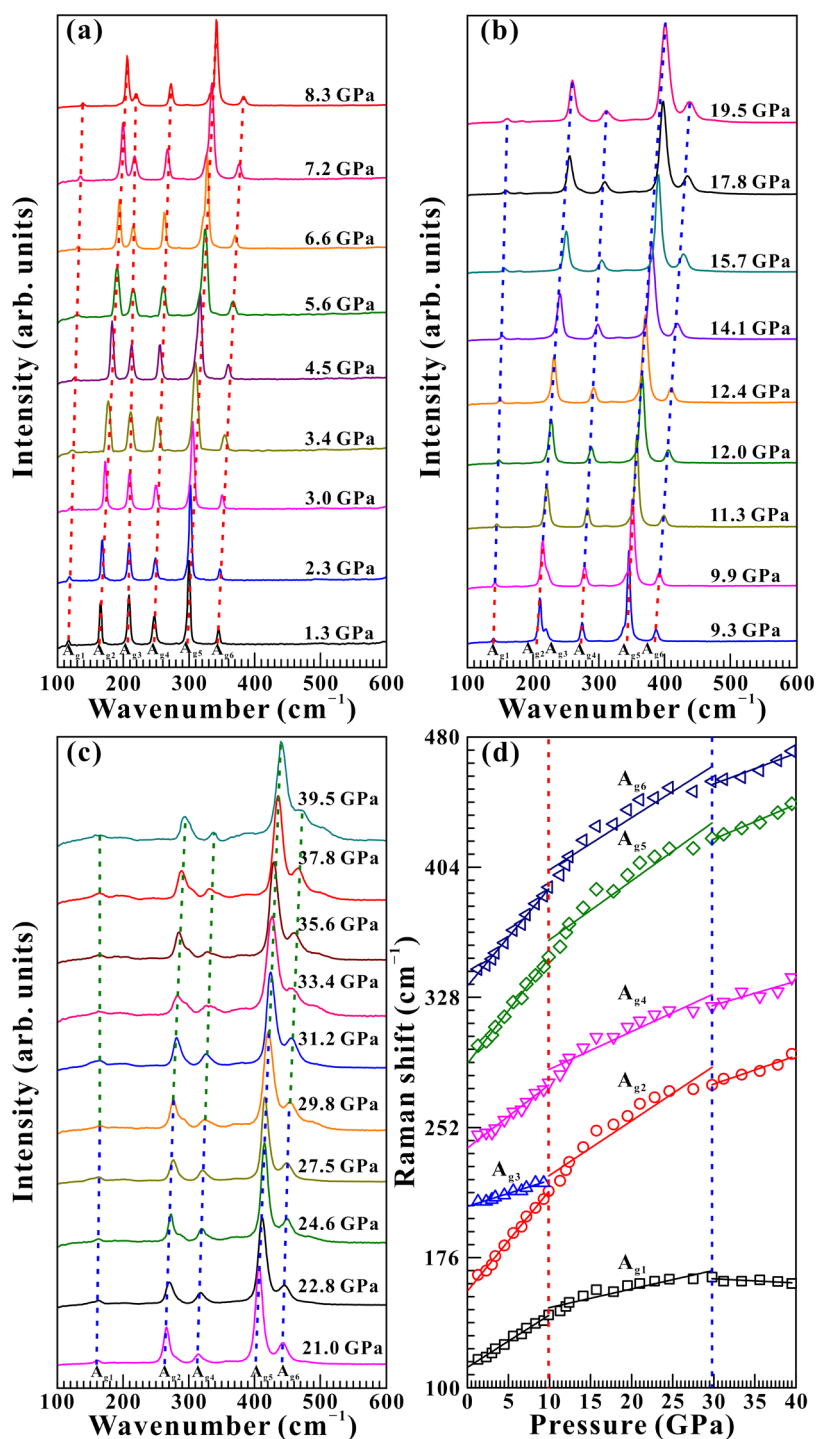 (a)
8.3 GPa
7.2 GPa
6.6 GPa
5.6 GPa
4.5 GPa
3.4 GPa
3.0 GPa
2.3 GPa
1.3 GPa
Ag1 Ag2 Ag3 Ag4 Ag5 Ag6
100 200 300 400 500 600
Wavenumber (cm−1)
Intensity (arb. units)
(b)
19.5 GPa
17.8 GPa
15.7 GPa
14.1 GPa
12.4 GPa
12.0 GPa
11.3 GPa
9.9 GPa
9.3 GPa
Ag1 Ag2 Ag3 Ag4 Ag5 Ag6
100 200 300 400 500 600
Wavenumber (cm−1)
Intensity (arb. units)
(c)
39.5 GPa
37.8 GPa
35.6 GPa
33.4 GPa
31.2 GPa
29.8 GPa
27.5 GPa
24.6 GPa
22.8 GPa
21.0 GPa
Ag1 Ag2 Ag4 Ag5 Ag6
100 200 300 400 500 600
Wavenumber (cm−1)
Intensity (arb. units)
(d)
480
404
328
252
176
100
Ag6
Ag5
Ag4
Ag2
Ag3
Ag1
0 5 10 15 20 25 30 35 40
Pressure (GPa)
Raman shift (cm−1)